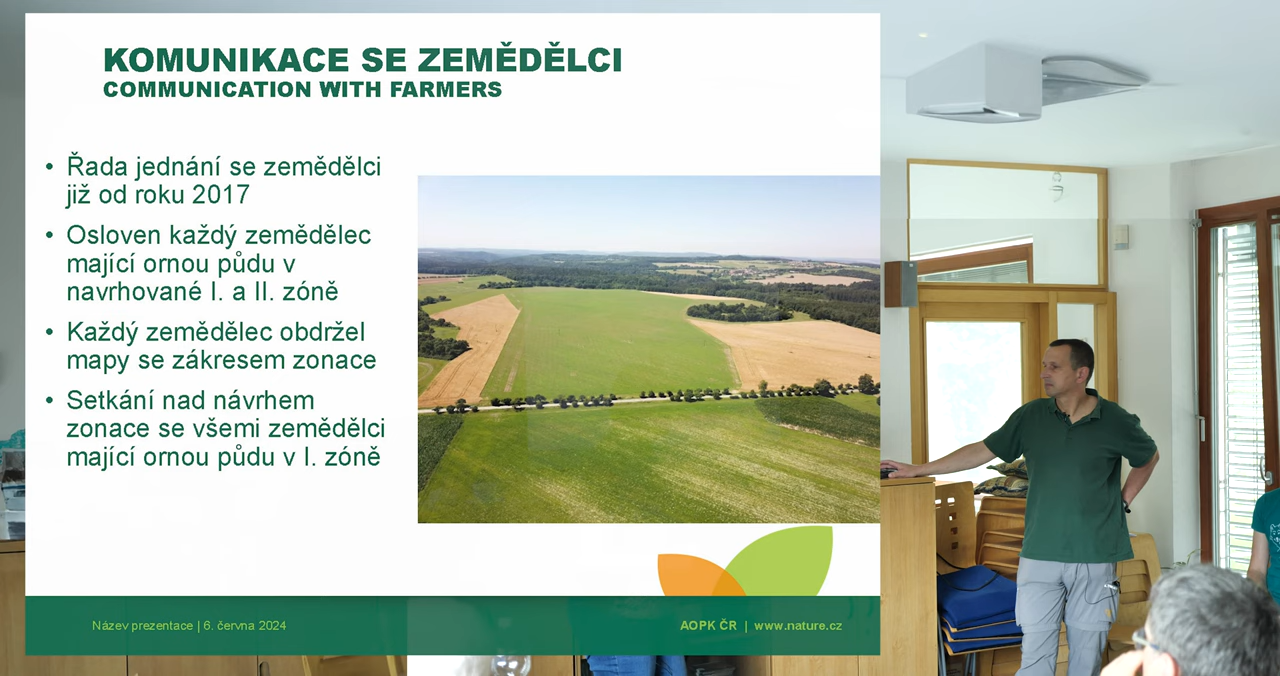 KOMUNIKACE SE ZEMĚDĚLCI
COMMUNICATION WITH FARMERS
• Řada jednání se zemědělci
již od roku 2017
• Osloven každý zemědělec
mající ornou půdu v
navrhované I. a II. zóně
• Každý zemědělec obdržel
mapy se zákresem zonace
• Setkání nad návrhem
zonace se všemi zemědělci
mající ornou půdu v I. zóně
Název prezentace | 6. června 2024
AOPK ČR | www.nature.cz